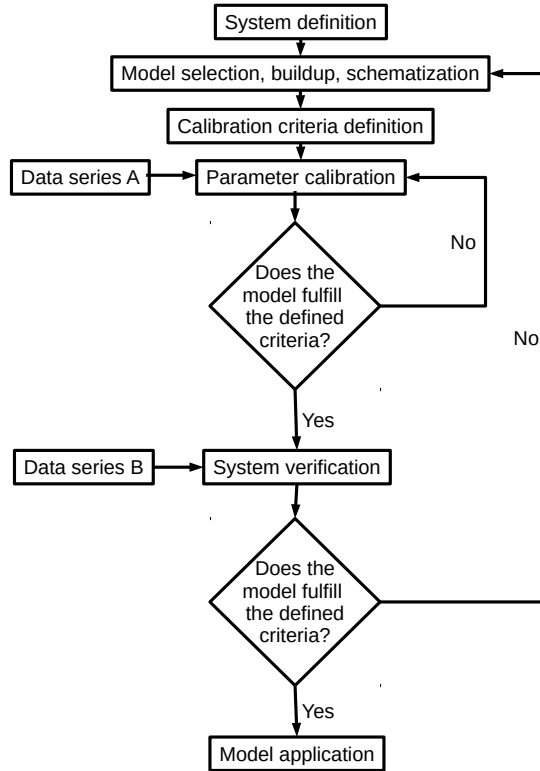 System definition
Model selection, buildup, schematization
Calibration criteria definition
Data series A
Parameter calibration
No
Does the
model fulfill
the defined
criteria?
No
Yes
Data series B
System verification
Does the
model fulfill
the defined
criteria?
Yes
Model application